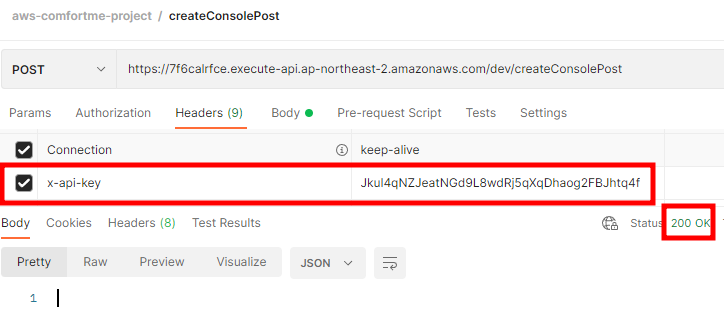 aws-comfortme-project / createConsolePost
POST https://7f6calrfce.execute-api.ap-northeast-2.amazonaws.com/dev/createConsolePost
Params Authorization Headers (9) Body Pre-request Script Tests Settings
Connection keep-alive
x-api-key Jkul4qNZJeatNGd9L8wdRj5qXqDhaog2FBJhtq4f
Body Cookies Headers (8) Test Results Status: 200 OK
Pretty Raw Preview Visualize JSON
1